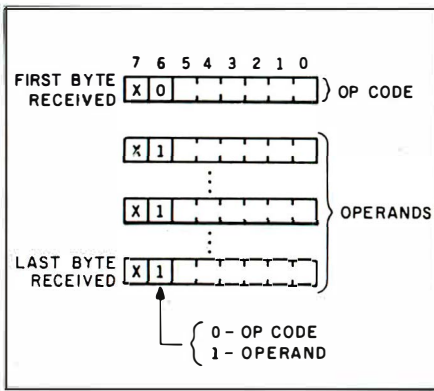 7 6 5 4 3 2 1 0
FIRST BYTE RECEIVED X 0 OP CODE
X 1
X 1 OPERANDS
LAST BYTE RECEIVED X 1
0 - OP CODE
1 - OPERAND